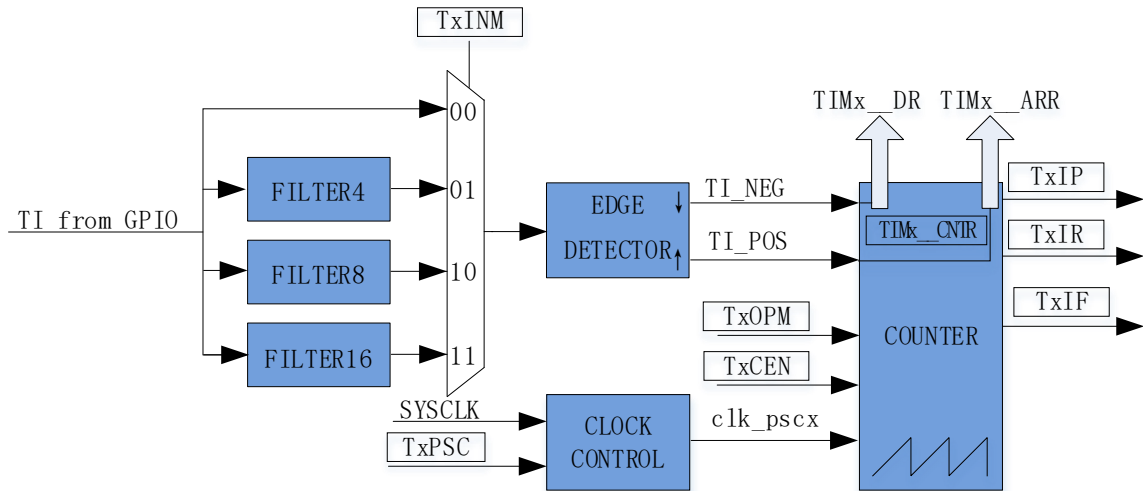 TxINM
TIMx__DR
TIMx__ARR
00
FILTER4
01
TI from GPIO
FILTER8
10
FILTER16
11
EDGE
DETECTOR
TI_NEG
TI_POS
TIMx__CNTR
TxIP
TxIR
TxIF
TxOPM
TxCEN
COUNTER
SYSCLK
TxPSC
CLOCK
CONTROL
clk_pscx